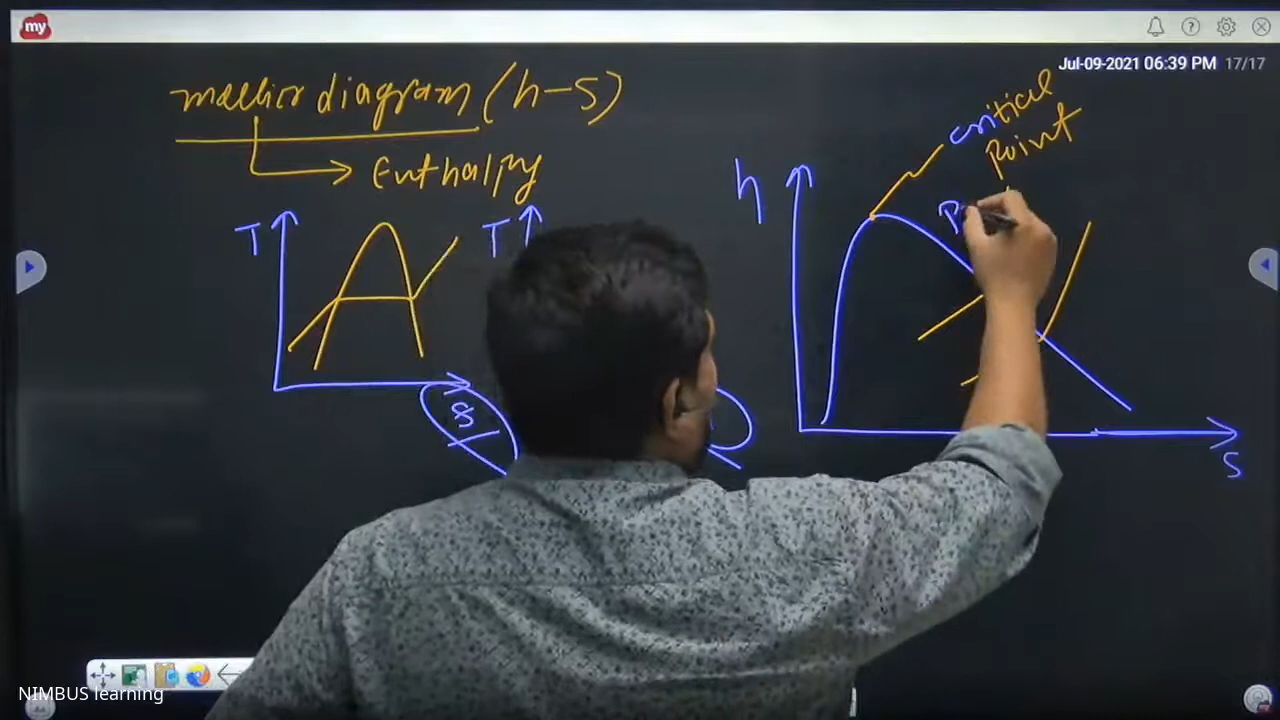 my
Jul-09-2021 06:39 PM 17/17
mollier diagram (h-s)
Enthalpy
critical
point
h
T
T
P
s
NIMBUS learning